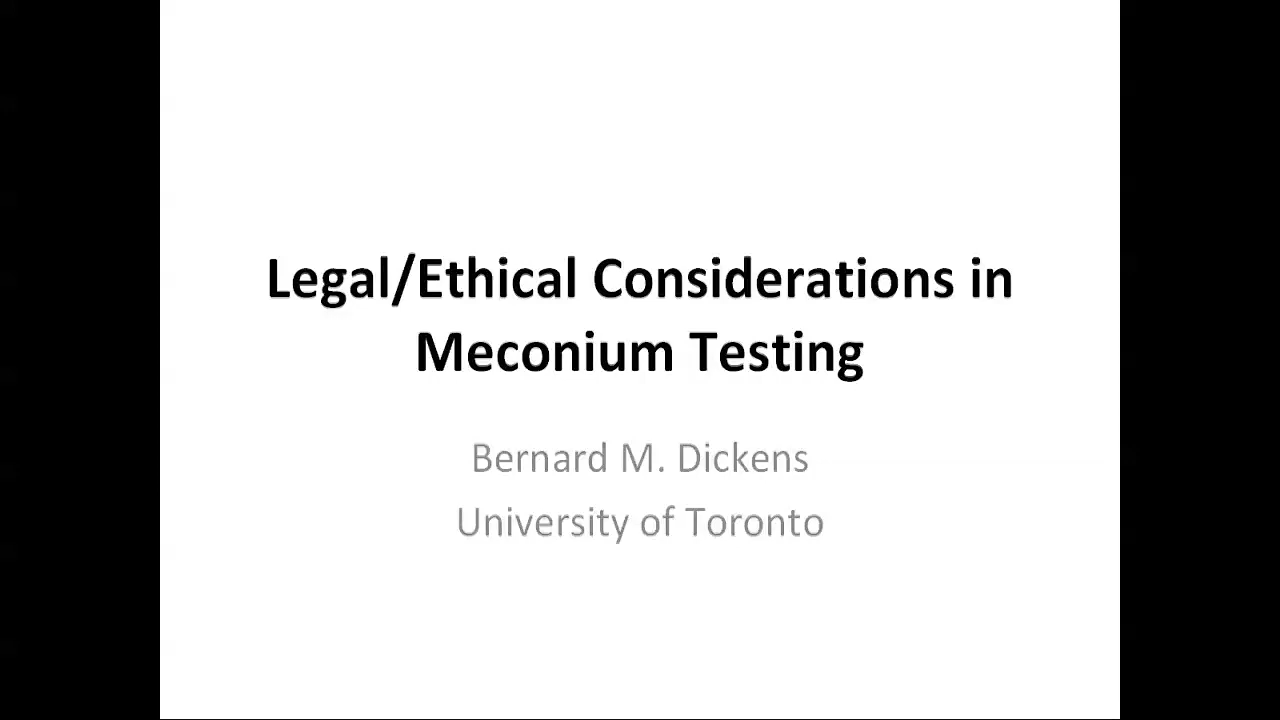 Legal/Ethical Considerations in
Meconium Testing
Bernard M. Dickens
University of Toronto